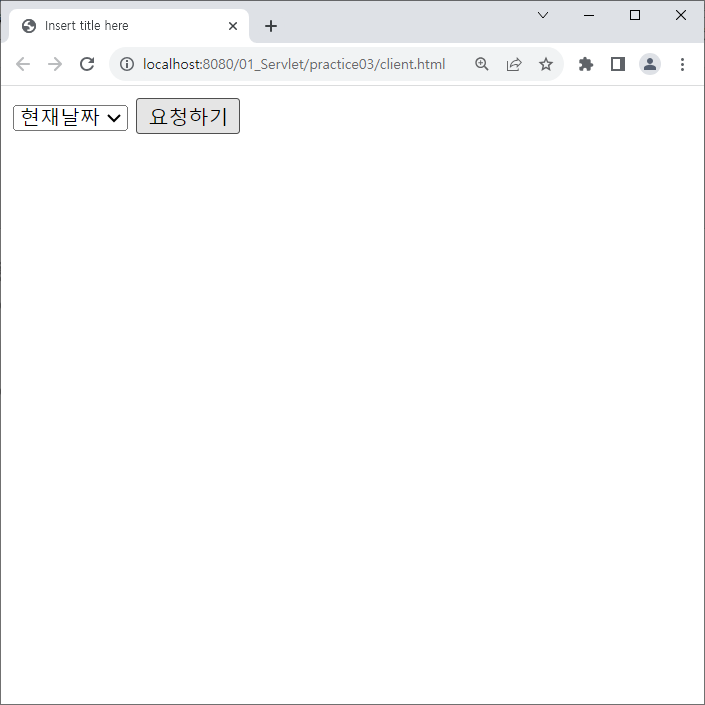 Insert title here
localhost:8080/01_Servlet/practice03/client.html
현재날짜 요청하기